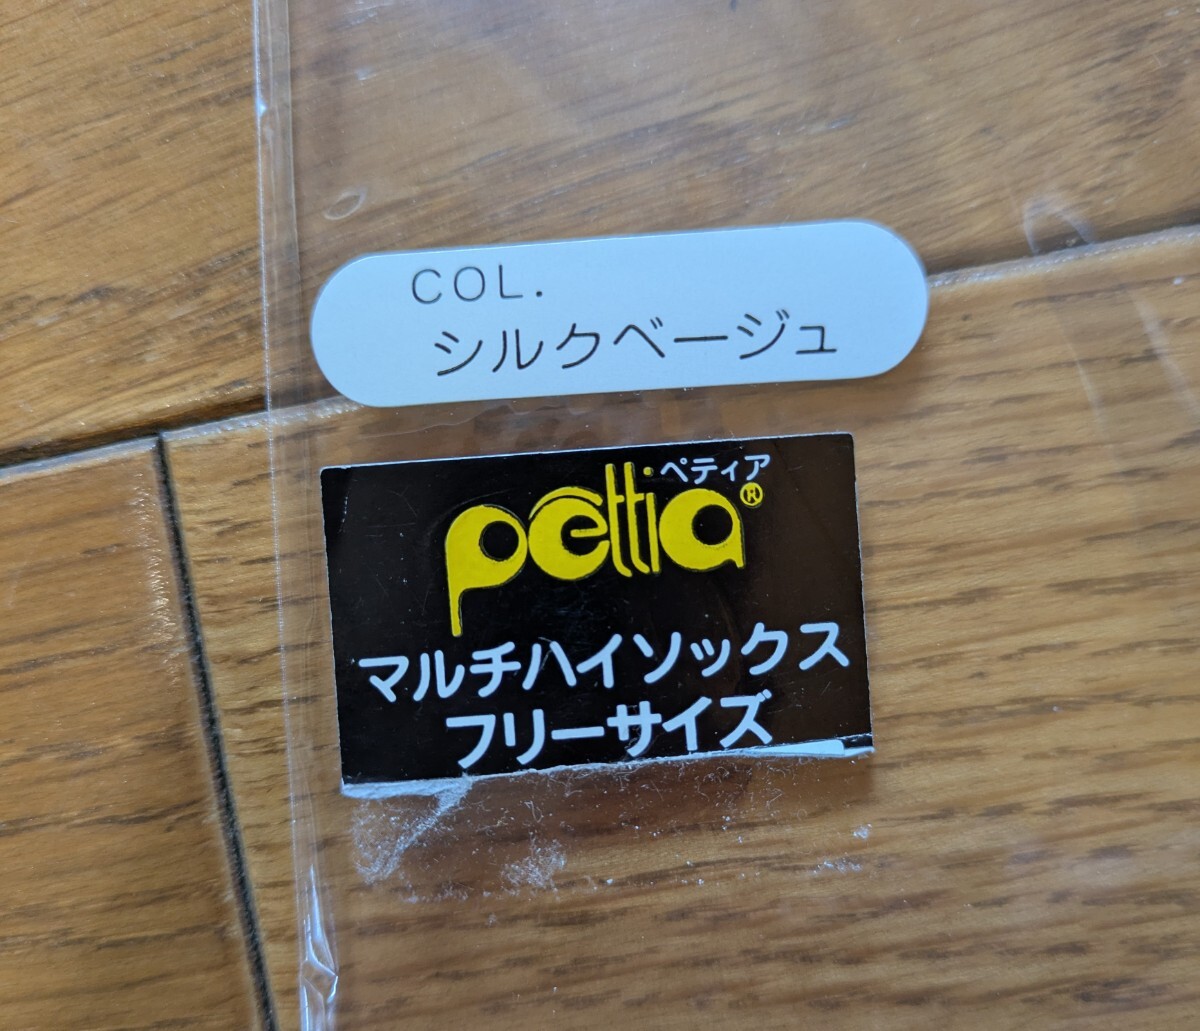 COL.
シルクベージュ
ペティア
pettia®
マルチハイソックス
フリーサイズ